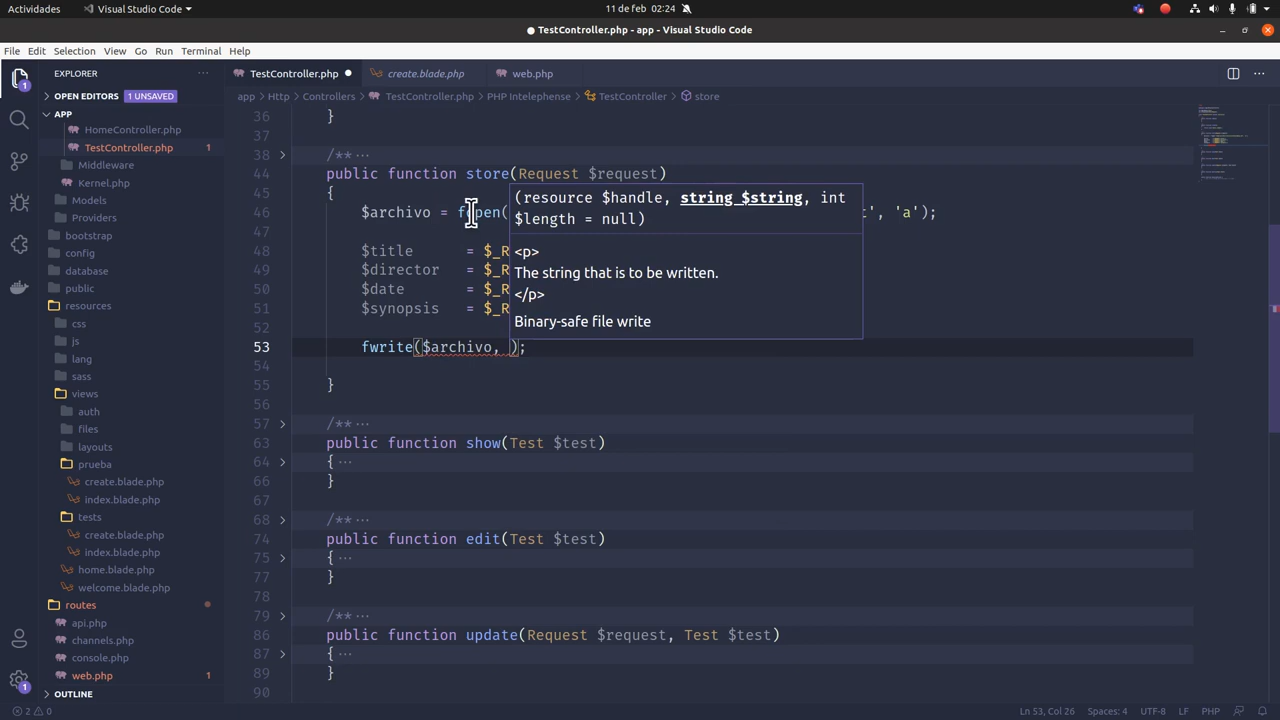 Actividades
Visual Studio Code
11 de feb 02:24
TestController.php - app - Visual Studio Code
File Edit Selection View Go Run Terminal Help
EXPLORER
OPEN EDITORS 1 UNSAVED
APP
HomeController.php
TestController.php 1
Middleware
Kernel.php
Models
Providers
bootstrap
config
database
public
resources
css
js
lang
sass
views
auth
files
layouts
prueba
create.blade.php
index.blade.php
tests
create.blade.php
index.blade.php
home.blade.php
welcome.blade.php
routes
api.php
channels.php
console.php
web.php 1
OUTLINE
TestController.php create.blade.php web.php
app > Http > Controllers > TestController.php > PHP Intelephense > TestController > store
36 }
37
38 > /** ···
44 public function store(Request $request)
45 {
46 $archivo = fopen( ', 'a');
47
48 $title = $_R
49 $director = $_R
50 $date = $_R
51 $synopsis = $_R
52
53 fwrite($archivo, );
54
55 }
56
57 > /** ···
63 public function show(Test $test)
64 > { ···
66 }
67
68 > /** ···
74 public function edit(Test $test)
75 > { ···
77 }
78
79 > /** ···
86 public function update(Request $request, Test $test)
87 > { ···
89 }
90
(resource $handle, string $string, int
$length = null)
<p>
The string that is to be written.
</p>
Binary-safe file write
1
1
2 0
Ln 53, Col 26 Spaces: 4 UTF-8 LF PHP